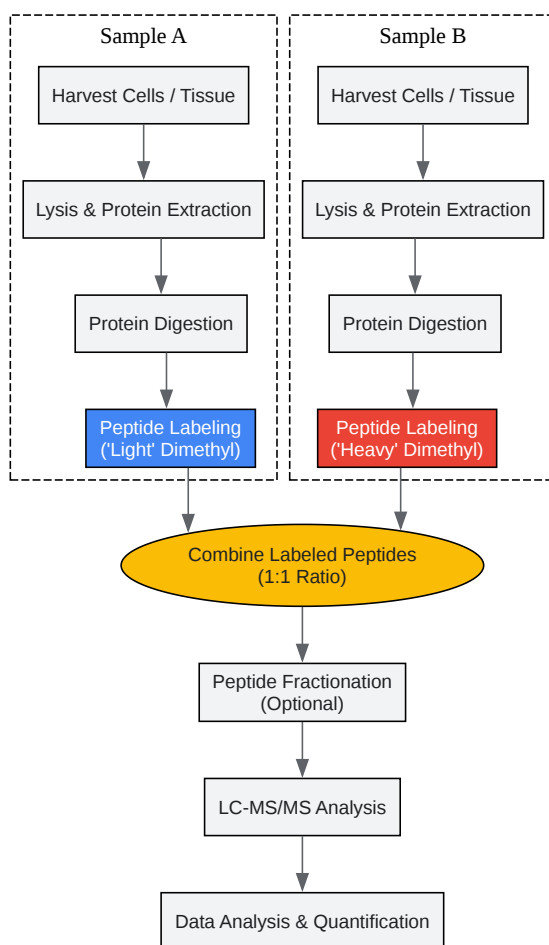 Sample A
Harvest Cells / Tissue
Lysis & Protein Extraction
Protein Digestion
Peptide Labeling
('Light' Dimethyl)
Sample B
Harvest Cells / Tissue
Lysis & Protein Extraction
Protein Digestion
Peptide Labeling
('Heavy' Dimethyl)
Combine Labeled Peptides
(1:1 Ratio)
Peptide Fractionation
(Optional)
LC-MS/MS Analysis
Data Analysis & Quantification